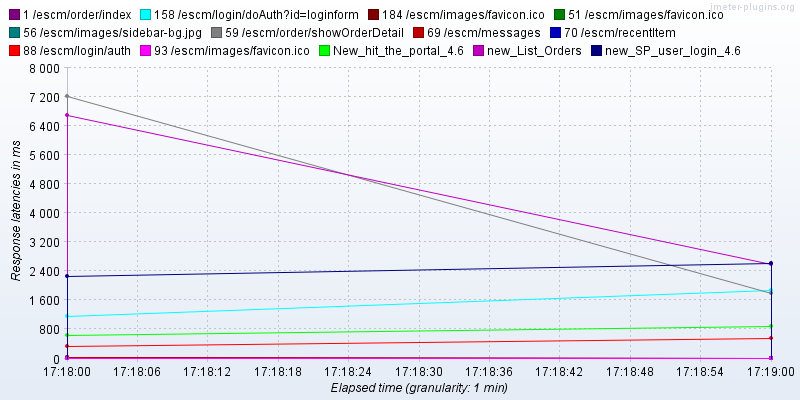 jmeter-plugins.org
1 /escm/order/index 158 /escm/login/doAuth?id=loginform 184 /escm/images/favicon.ico 51 /escm/images/favicon.ico
56 /escm/images/sidebar-bg.jpg 59 /escm/order/showOrderDetail 69 /escm/messages 70 /escm/recentItem
88 /escm/login/auth 93 /escm/images/favicon.ico New_hit_the_portal_4.6 new_List_Orders new_SP_user_login_4.6
8 000
7 200
6 400
5 600
4 800
4 000
3 200
2 400
1 600
800
0
Response latencies in ms
17:18:00 17:18:06 17:18:12 17:18:18 17:18:24 17:18:30 17:18:36 17:18:42 17:18:48 17:18:54 17:19:00
Elapsed time (granularity: 1 min)